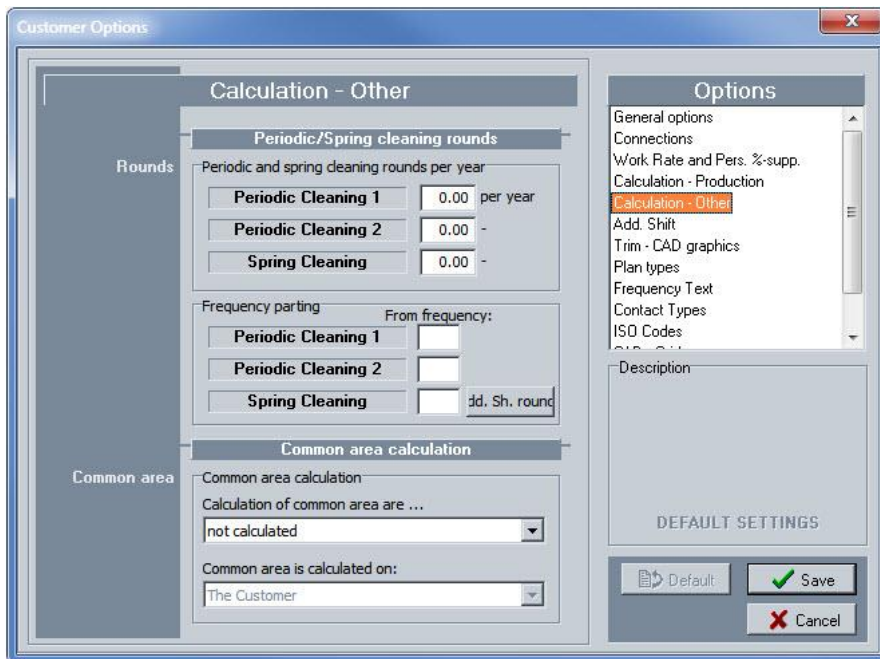 Customer Options
Calculation - Other
Periodic/Spring cleaning rounds
Rounds
Periodic and spring cleaning rounds per year
Periodic Cleaning 1 0.00 per year
Periodic Cleaning 2 0.00 -
Spring Cleaning 0.00 -
Frequency parting
From frequency:
Periodic Cleaning 1
Periodic Cleaning 2
Spring Cleaning dd. Sh. round
Common area calculation
Common area
Common area calculation
Calculation of common area are ...
not calculated
Common area is calculated on:
The Customer
Options
General options
Connections
Work Rate and Pers. %-supp.
Calculation - Production
Calculation - Other
Add. Shift
Trim - CAD graphics
Plan types
Frequency Text
Contact Types
ISO Codes
Description
DEFAULT SETTINGS
Default
Save
Cancel